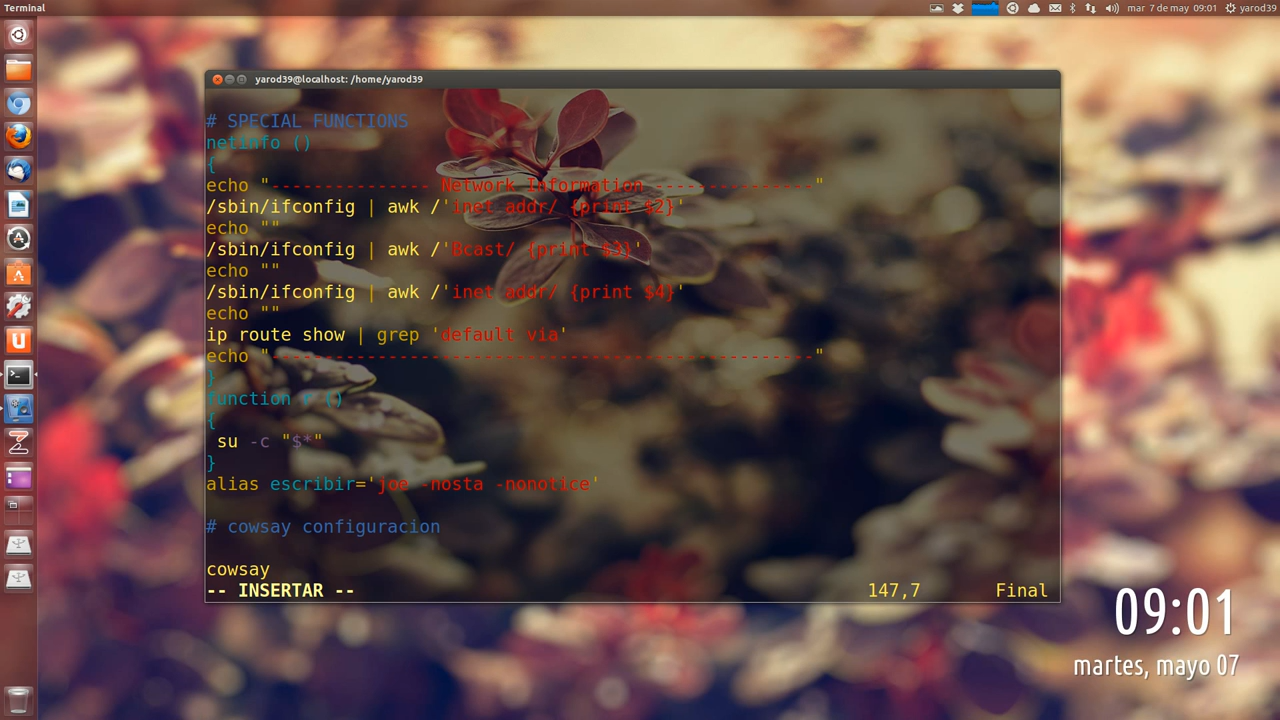 Terminal
mar 7 de may 09:01 yarod39
yarod39@localhost: /home/yarod39
# SPECIAL FUNCTIONS
netinfo ()
{
echo "--------------- Network Information ---------------"
/sbin/ifconfig | awk /'inet addr/ {print $2}'
echo ""
/sbin/ifconfig | awk /'Bcast/ {print $3}'
echo ""
/sbin/ifconfig | awk /'inet addr/ {print $4}'
echo ""
ip route show | grep 'default via'
echo "---------------------------------------------------"
}
function r ()
{
su -c "$*"
}
alias escribir='joe -nosta -nonotice'
# cowsay configuracion
cowsay
-- INSERTAR -- 147,7 Final
09:01
martes, mayo 07